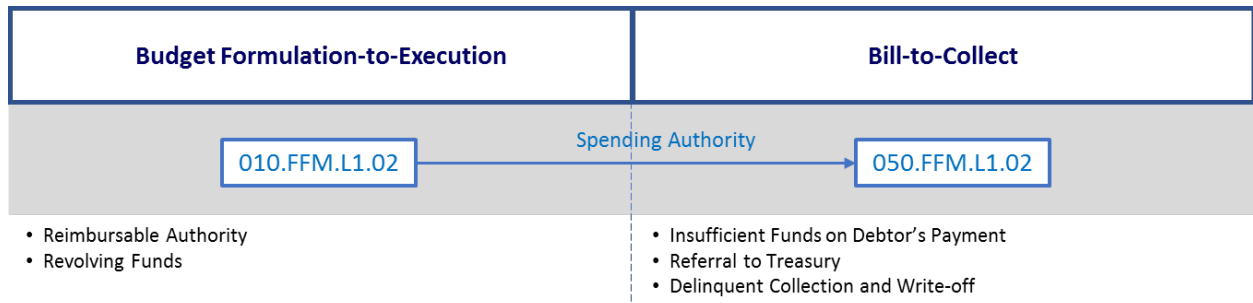 Budget Formulation-to-Execution
Bill-to-Collect
Spending Authority
010.FFM.L1.02
050.FFM.L1.02
• Reimbursable Authority
• Revolving Funds
• Insufficient Funds on Debtor’s Payment
• Referral to Treasury
• Delinquent Collection and Write-off